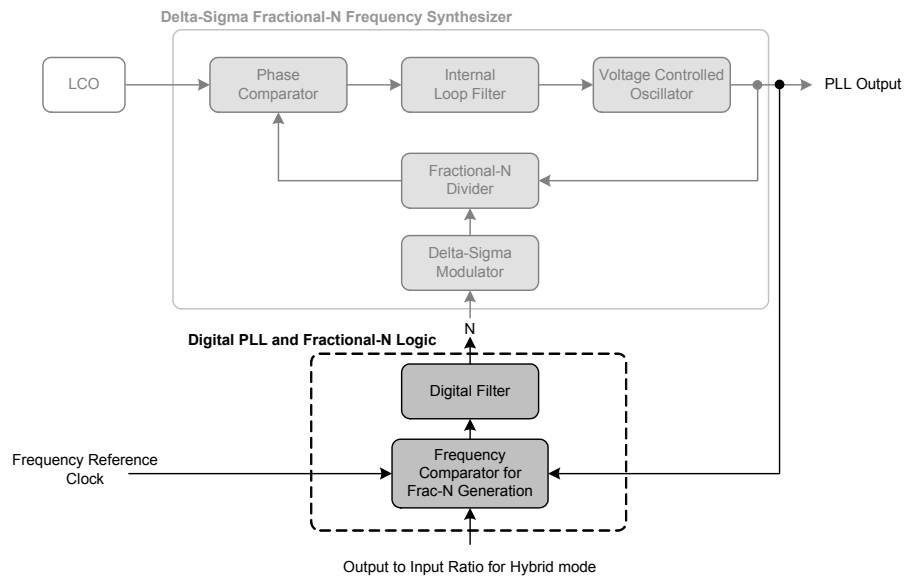 Delta-Sigma Fractional-N Frequency Synthesizer
LCO
Phase
Comparator
Internal
Loop Filter
Voltage Controlled
Oscillator
PLL Output
Fractional-N
Divider
Delta-Sigma
Modulator
N
Digital PLL and Fractional-N Logic
Digital Filter
Frequency Reference
Clock
Frequency
Comparator for
Frac-N Generation
Output to Input Ratio for Hybrid mode